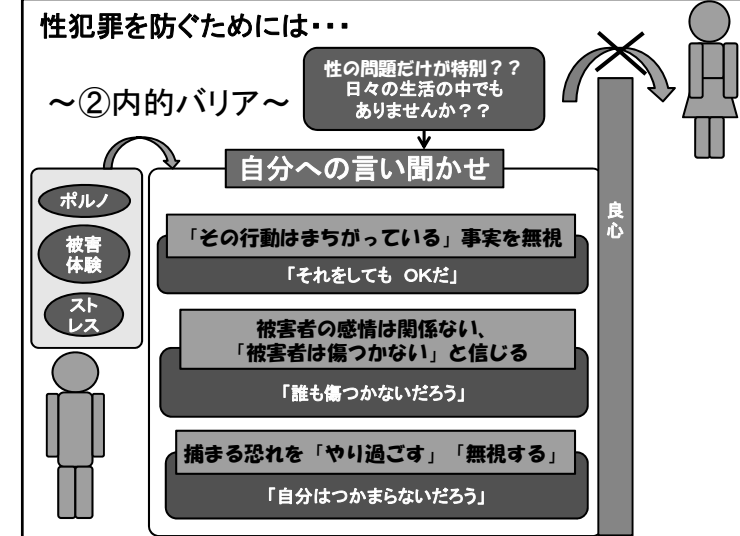 性犯罪を防ぐためには・・・
性の問題だけが特別？？
日々の生活の中でも
ありませんか？？
～②内的バリア～
自分への言い聞かせ
ポルノ
被害
体験
スト
レス
「その行動はまちがっている」事実を無視
「それをしても OKだ」
被害者の感情は関係ない、
「被害者は傷つかない」と信じる
「誰も傷つかないだろう」
捕まる恐れを「やり過ごす」「無視する」
「自分はつかまらないだろう」
良
心